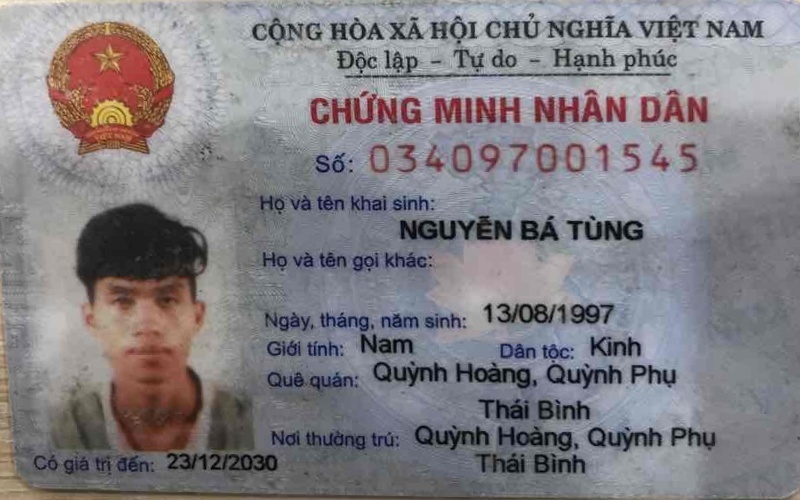 CỘNG HÒA XÃ HỘI CHỦ NGHĨA VIỆT NAM
Độc lập - Tự do - Hạnh phúc
CHỨNG MINH NHÂN DÂN
Số: 034097001545
Họ và tên khai sinh:
NGUYỄN BÁ TÙNG
Họ và tên gọi khác:
Ngày, tháng, năm sinh: 13/08/1997
Giới tính: Nam Dân tộc: Kinh
Quê quán: Quỳnh Hoàng, Quỳnh Phụ
Thái Bình
Nơi thường trú: Quỳnh Hoàng, Quỳnh Phụ
Thái Bình
Có giá trị đến: 23/12/2030